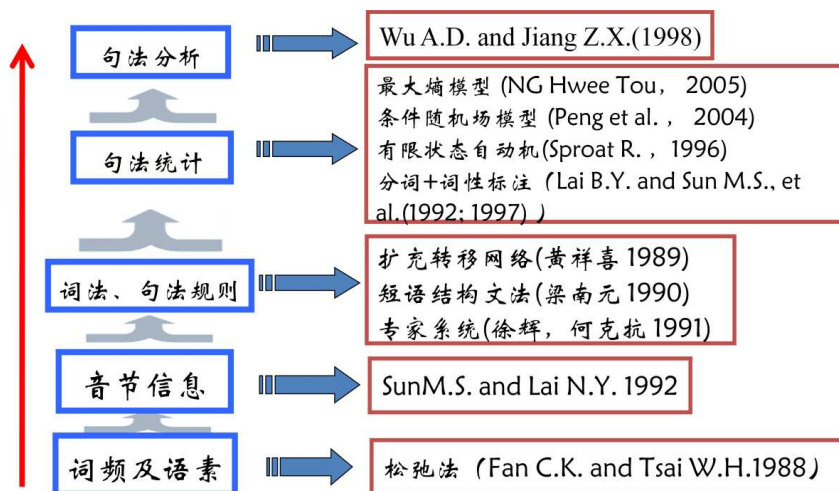 句法分析
Wu A.D. and Jiang Z.X.(1998)
句法统计
最大熵模型 (NG Hwee Tou， 2005)
条件随机场模型 (Peng et al.， 2004)
有限状态自动机(Sproat R.， 1996)
分词+词性标注（Lai B.Y. and Sun M.S., et
al.(1992; 1997) ）
词法、句法规则
扩充转移网络(黄祥喜 1989)
短语结构文法(梁南元 1990)
专家系统(徐辉，何克抗 1991)
音节信息
SunM.S. and Lai N.Y. 1992
词频及语素
松弛法（Fan C.K. and Tsai W.H.1988）